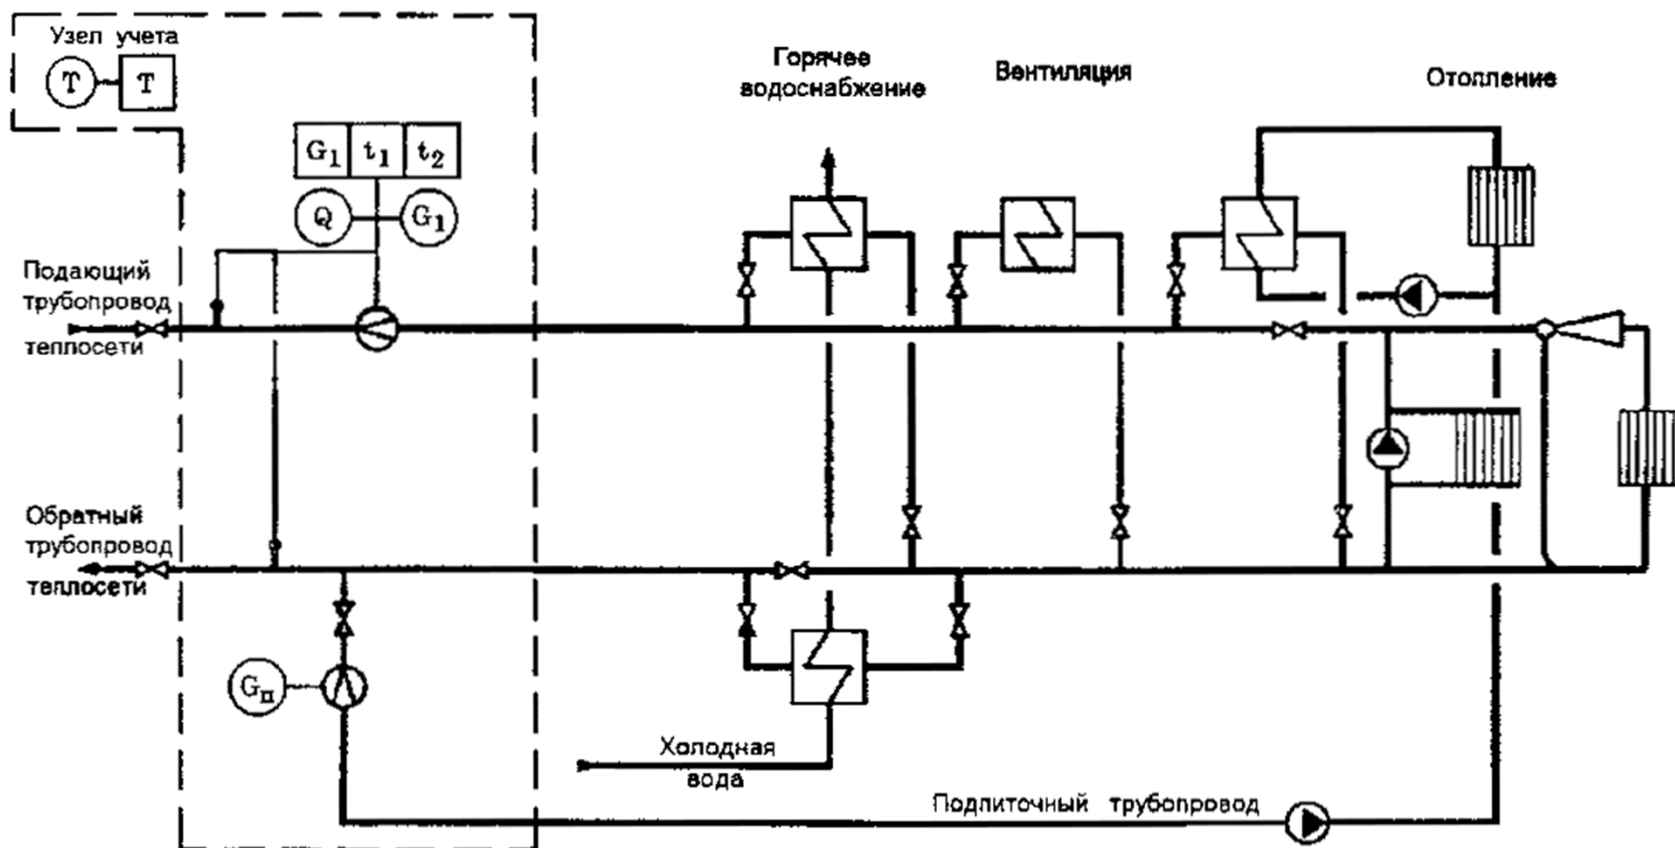 Узел учета
T T
G1 t1 t2
Q G1
Горячее
водоснабжение
Вентиляция
Отопление
Подающий
трубопровод
теплосети
Обратный
трубопровод
теплосети
Gп
Холодная
вода
Подпиточный трубопровод